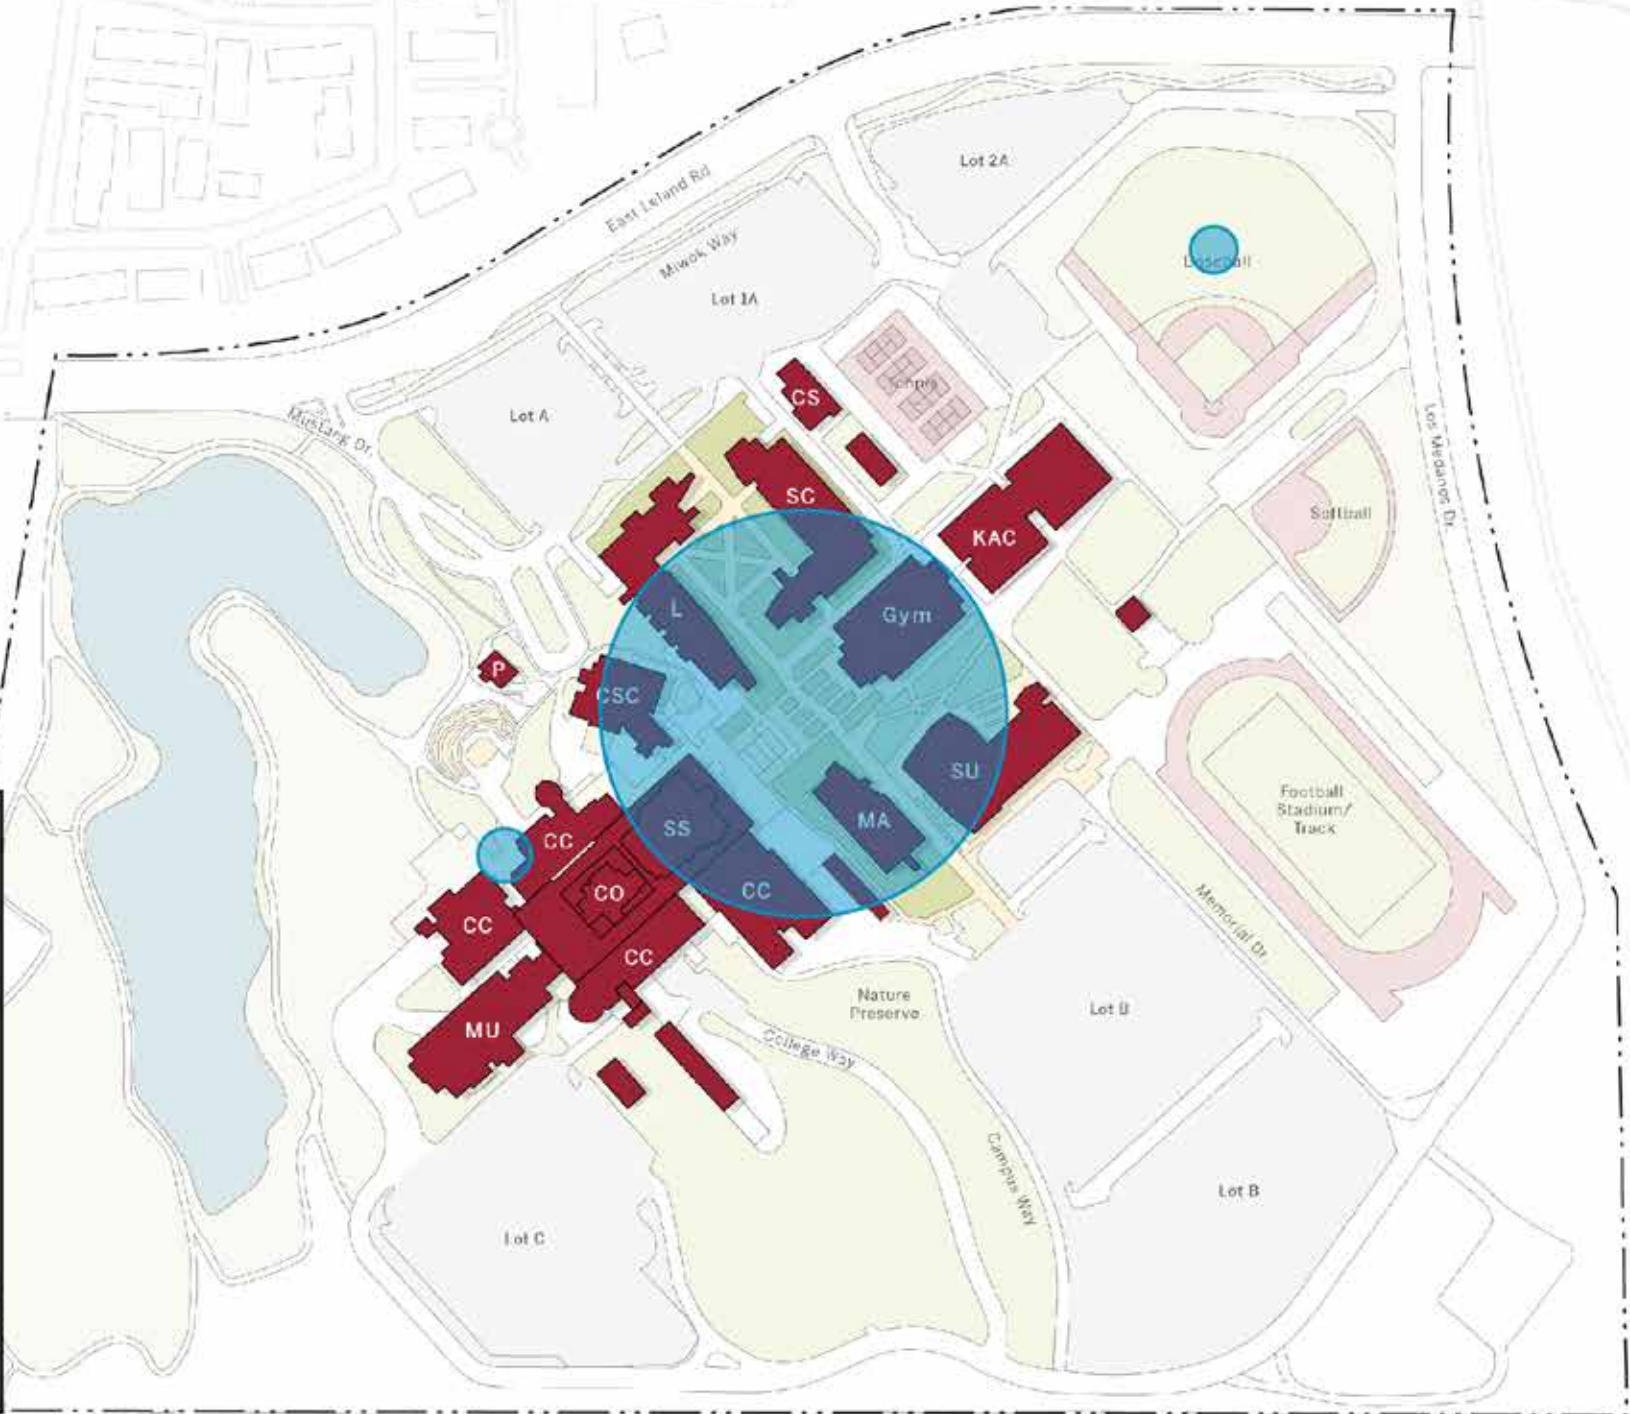 Lot 2A
East Leland Rd
Miwok Way
Baseball
Lot 1A
Tennis
CS
Lot A
Mustang Dr.
Los Medanos Dr.
SC
Softball
KAC
L
Gym
P
CSC
SU
Football
Stadium/
Track
SS
MA
CC
CC
CO
CC
Memorial Dr
CC
Nature
Preserve
Lot B
MU
College Way
Campus Way
Lot B
Lot C